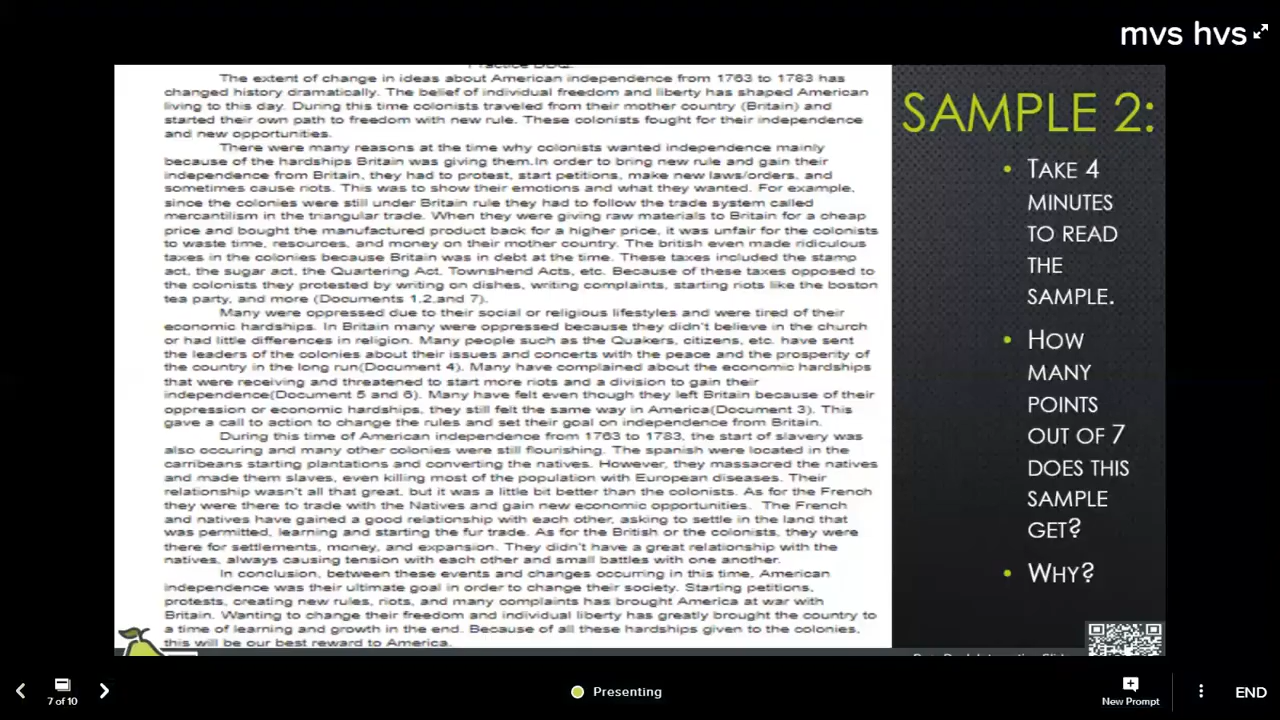 mvs hvs
Practice DBQ:
The extent of change in ideas about American independence from 1763 to 1783 has
changed history dramatically. The belief of individual freedom and liberty has shaped American
living to this day. During this time colonists traveled from their mother country (Britain) and
started their own path to freedom with new rule. These colonists fought for their independence
and new opportunities.
There were many reasons at the time why colonists wanted independence mainly
because of the hardships Britain was giving them.In order to bring new rule and gain their
independence from Britain, they had to protest, start petitions, make new laws/orders, and
sometimes cause riots. This was to show their emotions and what they wanted. For example,
since the colonies were still under Britain rule they had to follow the trade system called
mercantilism in the triangular trade. When they were giving raw materials to Britain for a cheap
price and bought the manufactured product back for a higher price, it was unfair for the colonists
to waste time, resources, and money on their mother country. The british even made ridiculous
taxes in the colonies because Britain was in debt at the time. These taxes included the stamp
act, the sugar act, the Quartering Act, Townshend Acts, etc. Because of these taxes opposed to
the colonists they protested by writing on dishes, writing complaints, starting riots like the boston
tea party, and more (Documents 1,2,and 7).
Many were oppressed due to their social or religious lifestyles and were tired of their
economic hardships. In Britain many were oppressed because they didn't believe in the church
or had little differences in religion. Many people such as the Quakers, citizens, etc. have sent
the leaders of the colonies about their issues and concerts with the peace and the prosperity of
the country in the long run(Document 4). Many have complained about the economic hardships
that were receiving and threatened to start more riots and a division to gain their
independence(Document 5 and 6). Many have felt even though they left Britain because of their
oppression or economic hardships, they still felt the same way in America(Document 3). This
gave a call to action to change the rules and set their goal on independence from Britain.
During this time of American independence from 1763 to 1783, the start of slavery was
also occuring and many other colonies were still flourishing. The spanish were located in the
carribeans starting plantations and converting the natives. However, they massacred the natives
and made them slaves, even killing most of the population with European diseases. Their
relationship wasn't all that great, but it was a little bit better than the colonists. As for the French
they were there to trade with the Natives and gain new economic opportunities. The French
and natives have gained a good relationship with each other, asking to settle in the land that
was permitted, learning and starting the fur trade. As for the British or the colonists, they were
there for settlements, money, and expansion. They didn't have a great relationship with the
natives, always causing tension with each other and small battles with one another.
In conclusion, between these events and changes occurring in this time, American
independence was their ultimate goal in order to change their society. Starting petitions,
protests, creating new rules, riots, and many complaints has brought America at war with
Britain. Wanting to change their freedom and individual liberty has greatly brought the country to
a time of learning and growth in the end. Because of all these hardships given to the colonies,
this will be our best reward to America.
SAMPLE 2:
• TAKE 4
MINUTES
TO READ
THE
SAMPLE.
• HOW
MANY
POINTS
OUT OF 7
DOES THIS
SAMPLE
GET?
• WHY?
7 of 10
Presenting
New Prompt
END